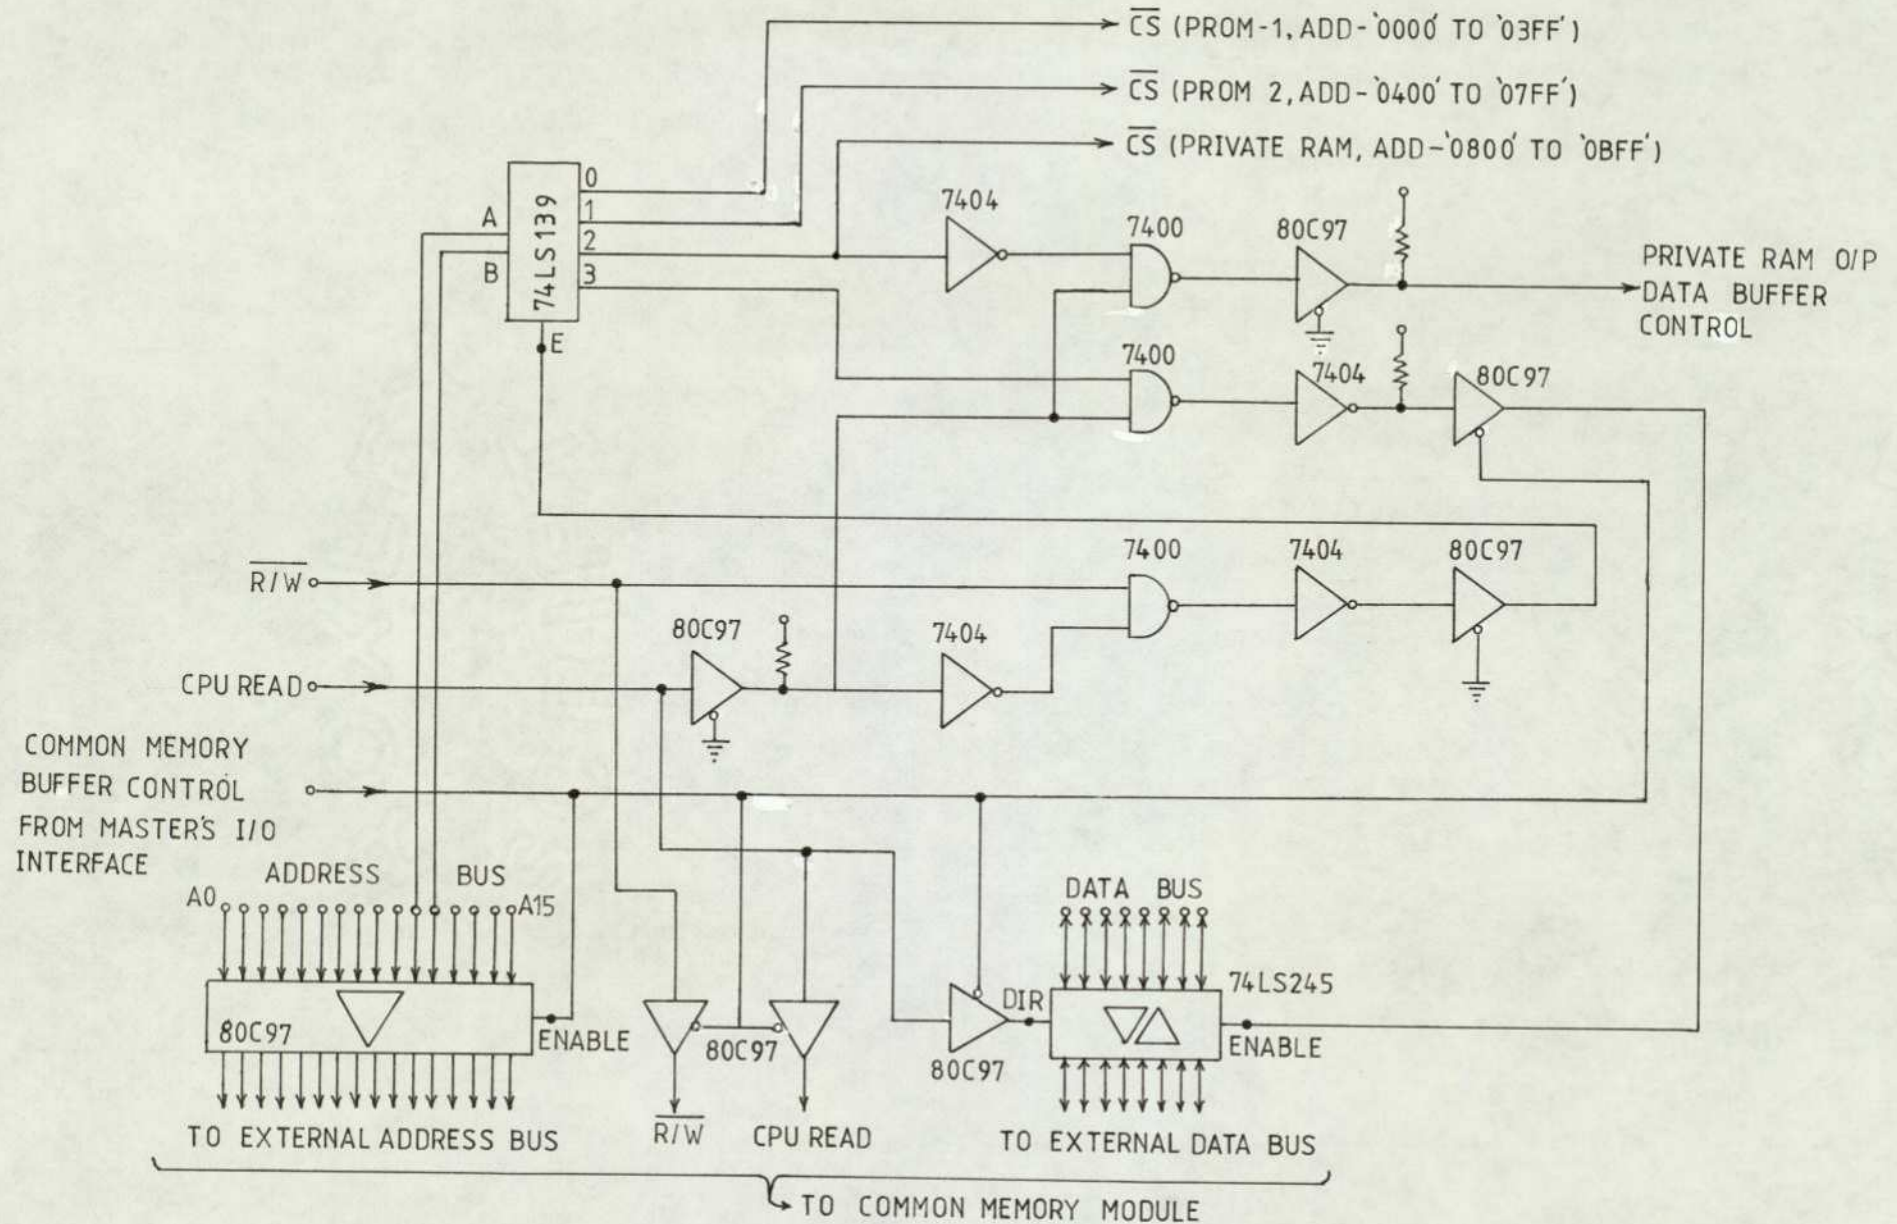 C̅S̅ (PROM-1, ADD-'0000' TO '03FF')
C̅S̅ (PROM 2, ADD-'0400' TO '07FF')
C̅S̅ (PRIVATE RAM, ADD-'0800' TO '0BFF')
74LS139
A
B
0
1
2
3
E
7404
7400
80C97
PRIVATE RAM O/P
DATA BUFFER
CONTROL
7400
7404
80C97
R̅/̅W̅
7400
7404
80C97
CPU READ
80C97
7404
COMMON MEMORY
BUFFER CONTROL
FROM MASTER'S I/O
INTERFACE
ADDRESS BUS
A0
A15
80C97
ENABLE
80C97
DATA BUS
74LS245
DIR
80C97
ENABLE
TO EXTERNAL ADDRESS BUS
R̅/̅W̅
CPU READ
TO EXTERNAL DATA BUS
TO COMMON MEMORY MODULE